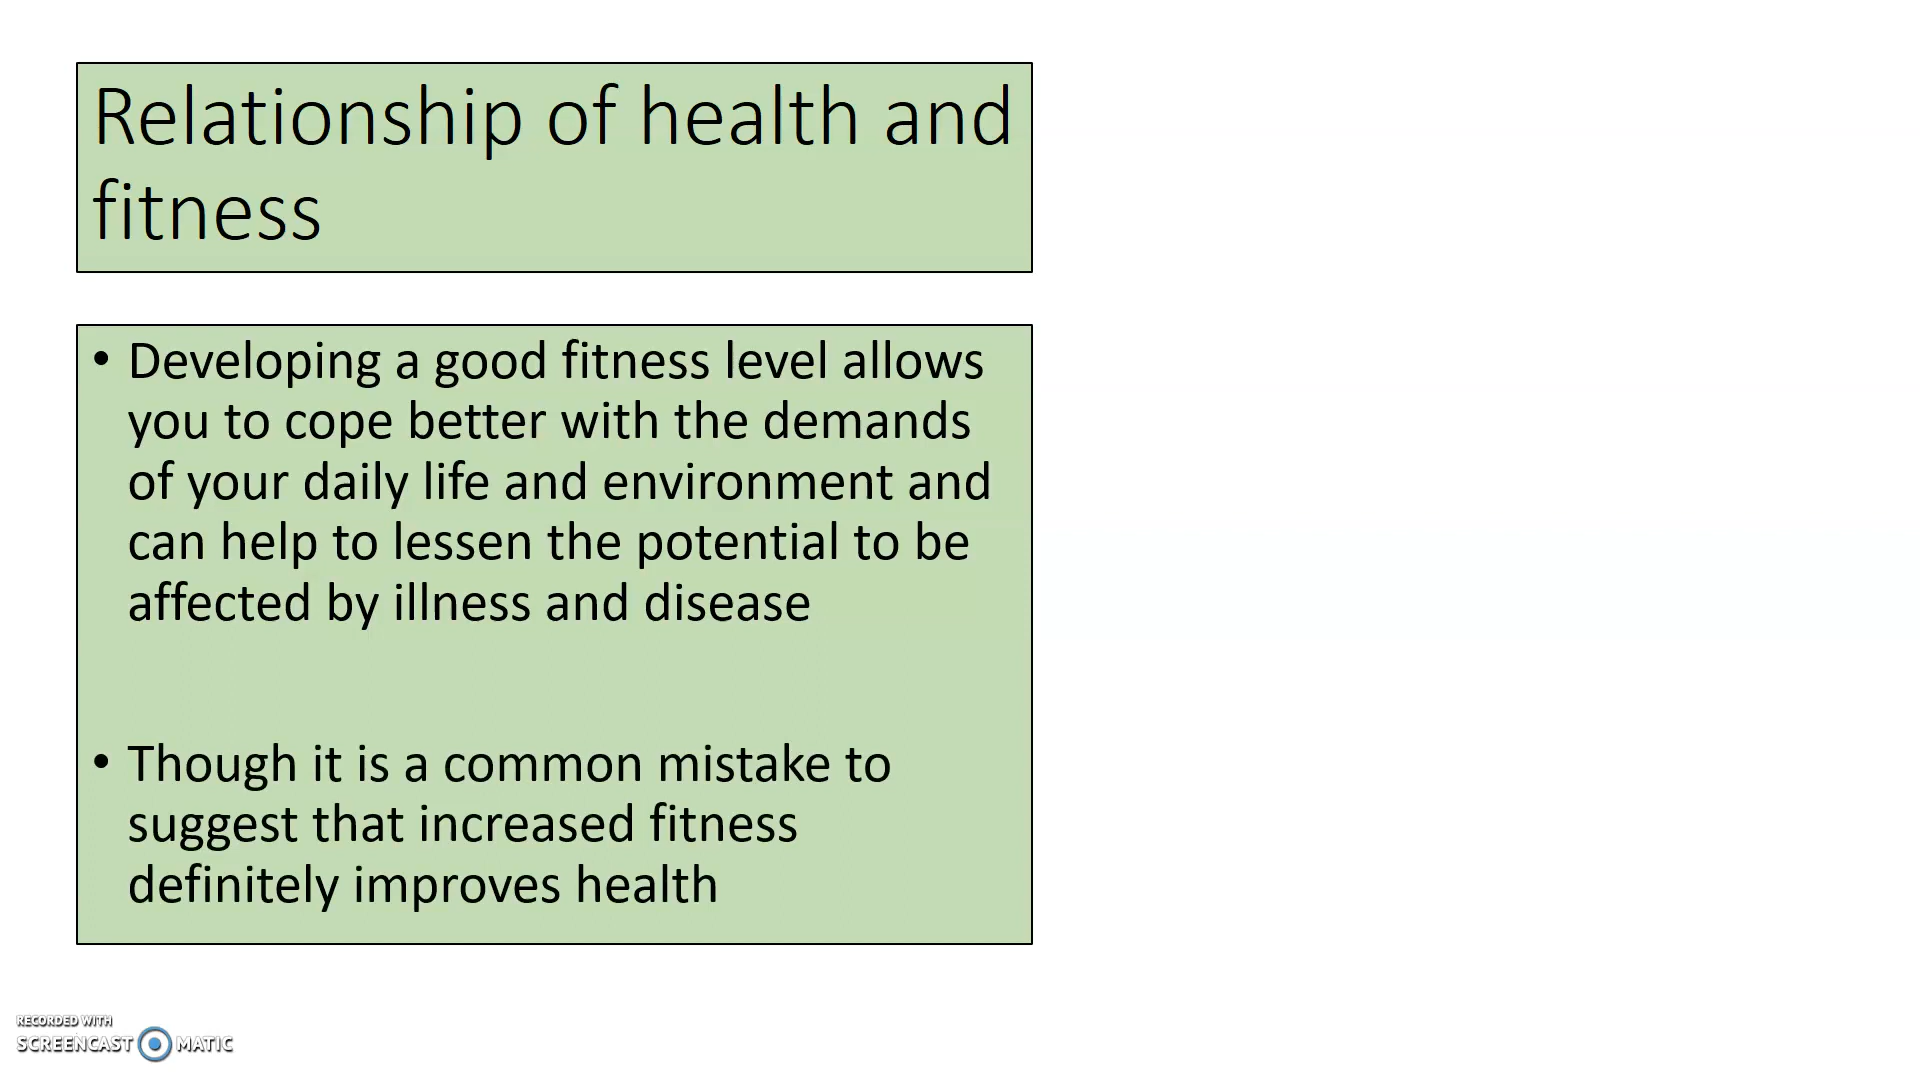 Relationship of health and
fitness
• Developing a good fitness level allows
you to cope better with the demands
of your daily life and environment and
can help to lessen the potential to be
affected by illness and disease
• Though it is a common mistake to
suggest that increased fitness
definitely improves health
RECORDED WITH
SCREENCAST MATIC